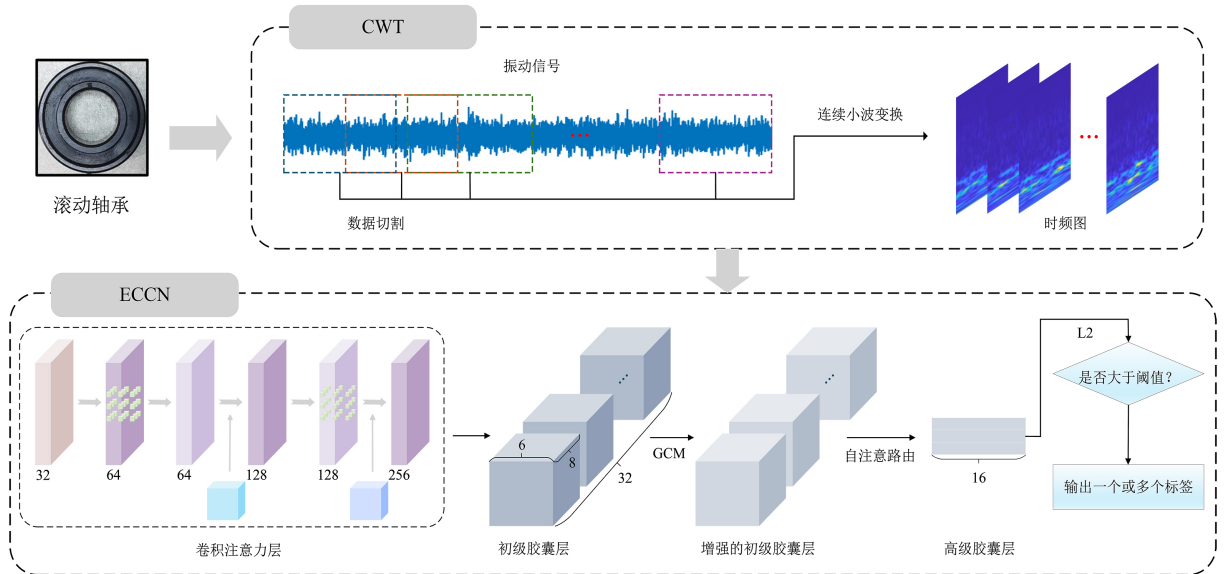 CWT
振动信号
连续小波变换
滚动轴承
数据切割
时频图
ECCN
L2
是否大于阈值？
6
8
32
GCM
自注意路由
32
64
64
128
128
256
16
输出一个或多个标签
卷积注意力层
初级胶囊层
增强的初级胶囊层
高级胶囊层